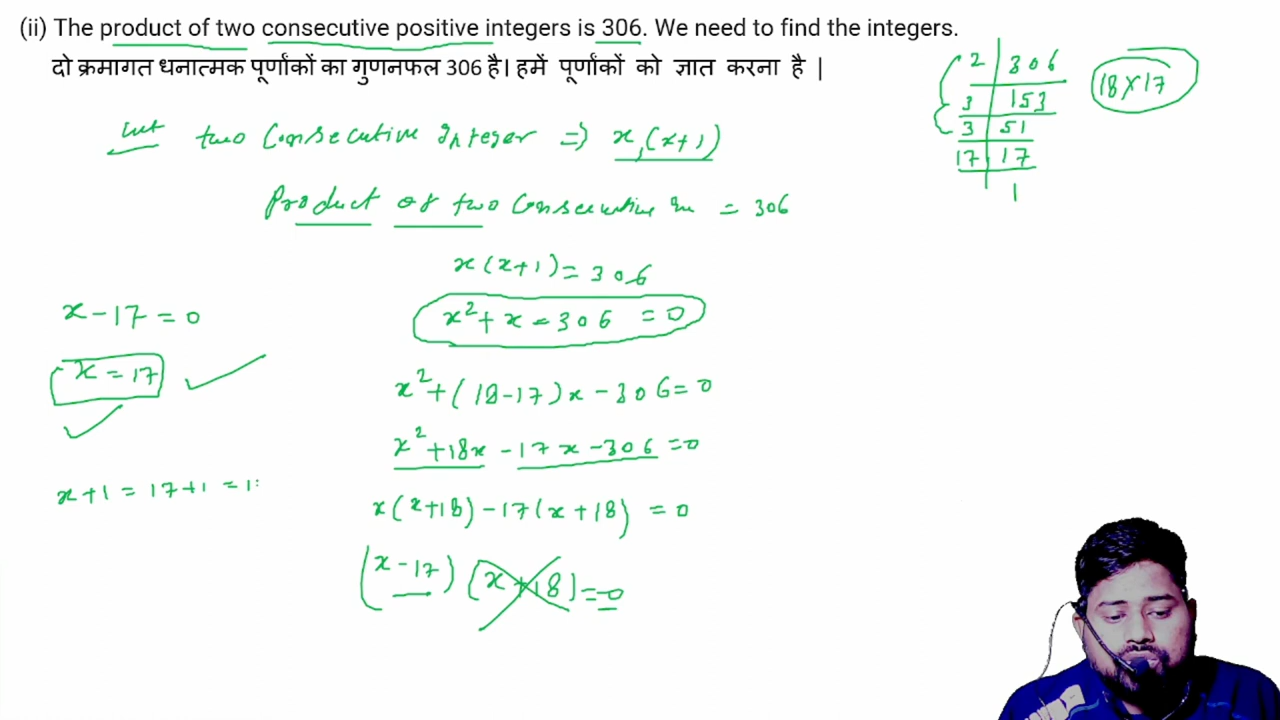 (ii) The product of two consecutive positive integers is 306. We need to find the integers.
दो क्रमागत धनात्मक पूर्णांकों का गुणनफल 306 है। हमें पूर्णांकों को ज्ञात करना है |
2 | 306
3 | 153
3 | 51
17 | 17
1
18×17
Let two Consecutive Integer => x,(x+1)
Product of two Consecutive In = 306
x(x+1) = 306
x²+x-306 =0
x²+(18-17)x-306=0
x²+18x-17x-306=0
x(x+18)-17(x+18) =0
(x-17)(x+18)=0
x-17=0
x=17
x+1=17+1=1